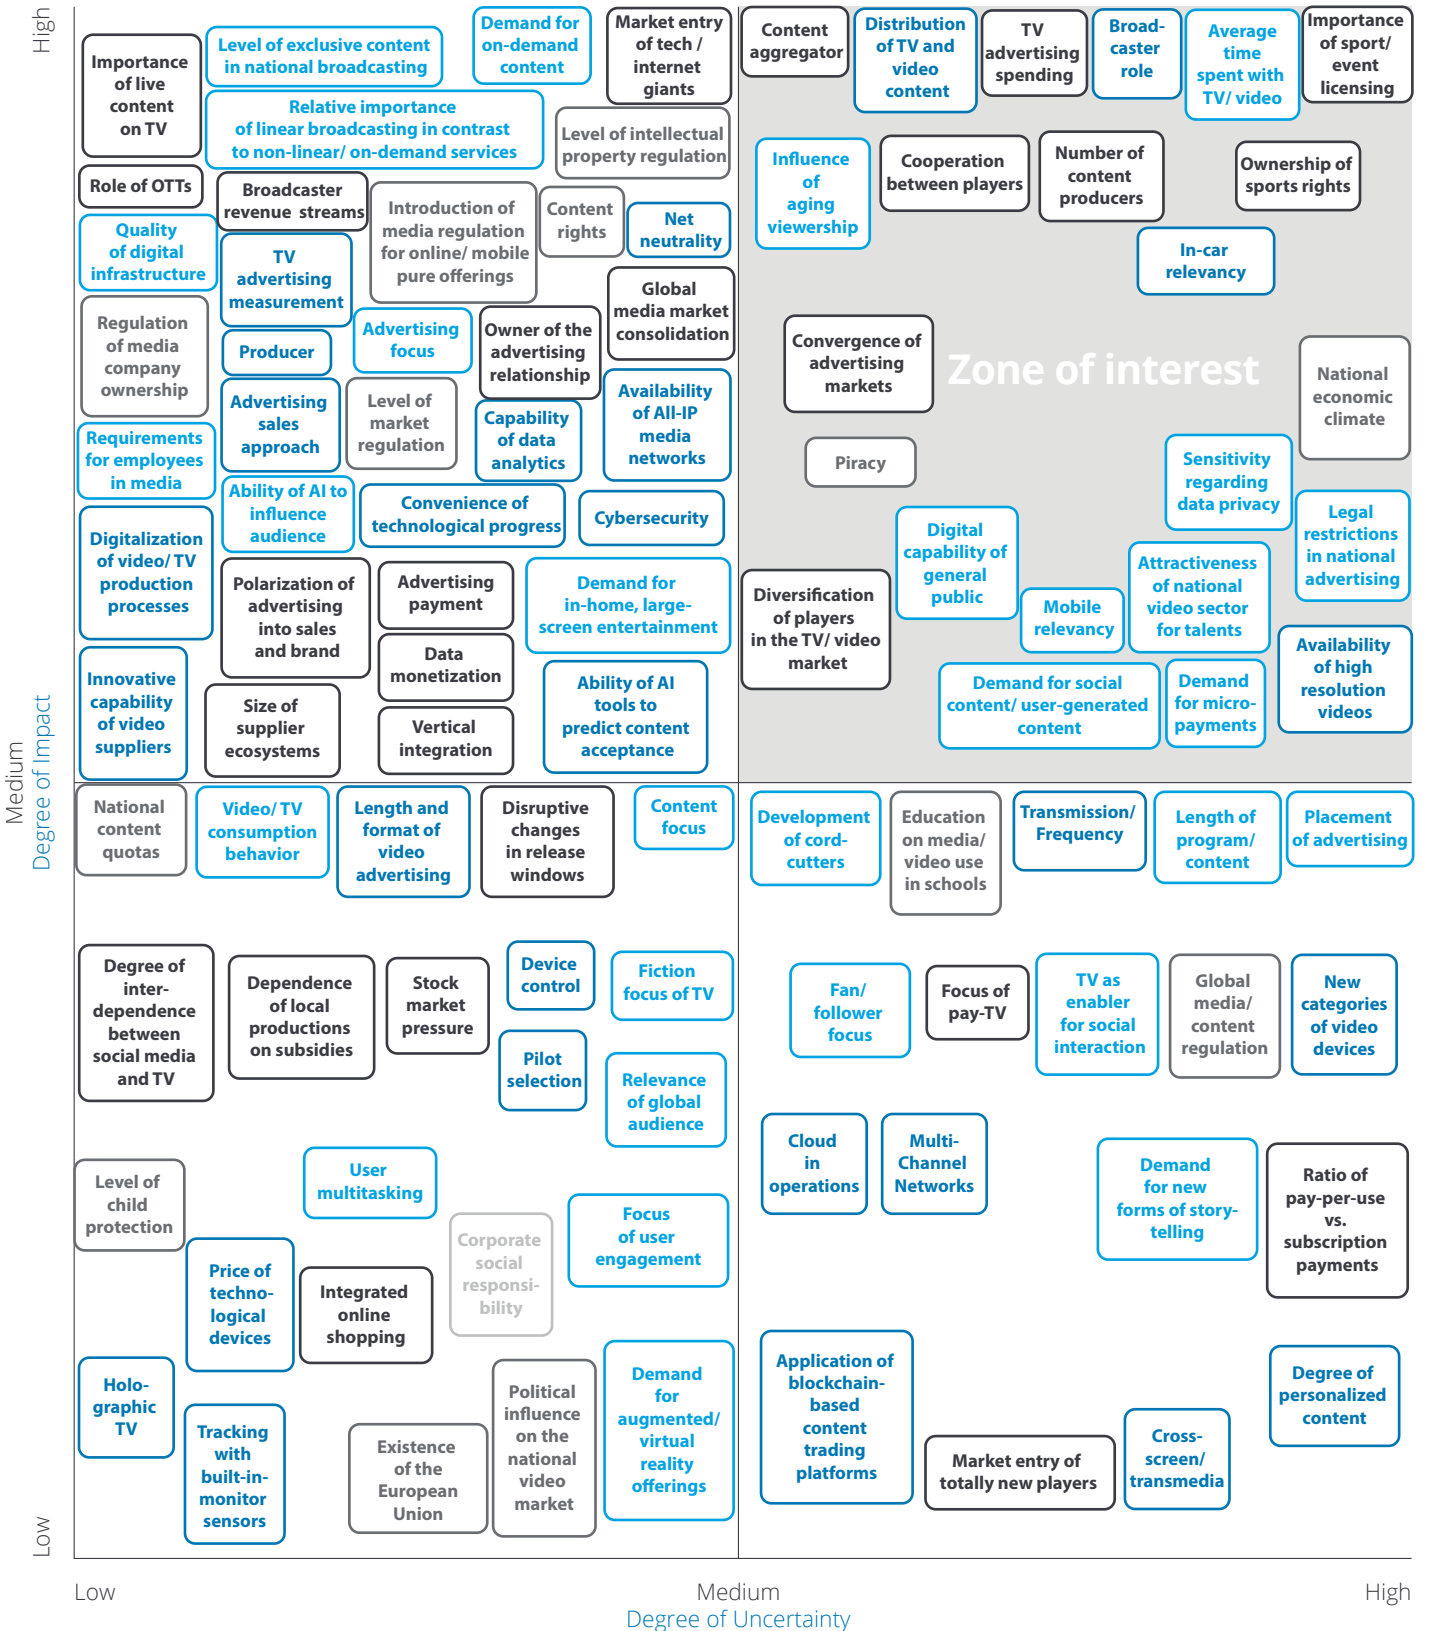 High
Importance
of live
content
on TV
Level of exclusive content
in national broadcasting
Demand for
on-demand
content
Market entry
of tech /
internet
giants
Relative importance
of linear broadcasting in contrast
to non-linear/ on-demand services
Level of intellectual
property regulation
Role of OTTs
Broadcaster
revenue streams
Introduction of
media regulation
for online/ mobile
pure offerings
Content
rights
Net
neutrality
Quality
of digital
infrastructure
TV
advertising
measurement
Global
media market
consolidation
Regulation
of media
company
ownership
Producer
Advertising
focus
Owner of the
advertising
relationship
Advertising
sales
approach
Level of
market
regulation
Capability
of data
analytics
Availability
of All-IP
media
networks
Requirements
for employees
in media
Ability of AI to
influence
audience
Convenience of
technological progress
Cybersecurity
Digitalization
of video/ TV
production
processes
Polarization of
advertising
into sales
and brand
Advertising
payment
Demand for
in-home, large-
screen entertainment
Data
monetization
Innovative
capability
of video
suppliers
Size of
supplier
ecosystems
Vertical
integration
Ability of AI
tools to
predict content
acceptance
Content
aggregator
Distribution
of TV and
video
content
TV
advertising
spending
Broad-
caster
role
Average
time
spent with
TV/ video
Importance
of sport/
event
licensing
Influence
of
aging
viewership
Cooperation
between players
Number of
content
producers
Ownership of
sports rights
In-car
relevancy
Convergence of
advertising
markets
Zone of interest
National
economic
climate
Piracy
Sensitivity
regarding
data privacy
Legal
restrictions
in national
advertising
Digital
capability of
general
public
Attractiveness
of national
video sector
for talents
Diversification
of players
in the TV/ video
market
Mobile
relevancy
Availability
of high
resolution
videos
Demand for social
content/ user-generated
content
Demand
for micro-
payments
Medium
Degree of Impact
National
content
quotas
Video/ TV
consumption
behavior
Length and
format of
video
advertising
Disruptive
changes
in release
windows
Content
focus
Degree of
inter-
dependence
between
social media
and TV
Dependence
of local
productions
on subsidies
Stock
market
pressure
Device
control
Fiction
focus of TV
Pilot
selection
Relevance
of global
audience
Level of
child
protection
User
multitasking
Corporate
social
responsi-
bility
Focus
of user
engagement
Price of
techno-
logical
devices
Integrated
online
shopping
Holo-
graphic
TV
Tracking
with
built-in-
monitor
sensors
Existence
of the
European
Union
Political
influence
on the
national
video
market
Demand
for
augmented/
virtual
reality
offerings
Development
of cord-
cutters
Education
on media/
video use
in schools
Transmission/
Frequency
Length of
program/
content
Placement
of advertising
Fan/
follower
focus
Focus of
pay-TV
TV as
enabler
for social
interaction
Global
media/
content
regulation
New
categories
of video
devices
Cloud
in
operations
Multi-
Channel
Networks
Demand
for new
forms of story-
telling
Ratio of
pay-per-use
vs.
subscription
payments
Application of
blockchain-
based
content
trading
platforms
Market entry of
totally new players
Cross-
screen/
transmedia
Degree of
personalized
content
Low
Low
Medium
High
Degree of Uncertainty